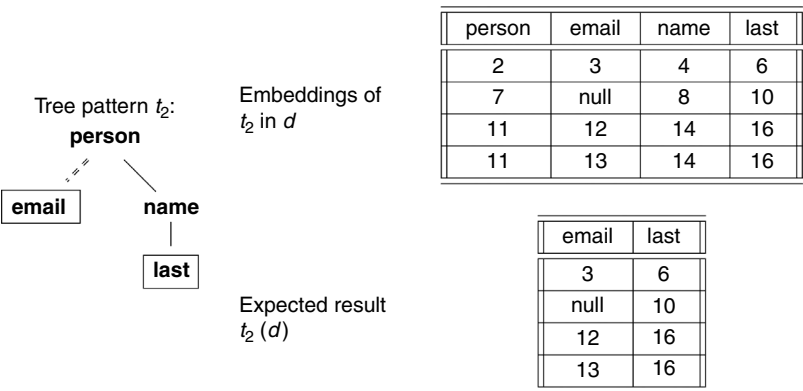 Tree pattern t2:
person
email
name
last
Embeddings of
t2 in d
person email name last
2 3 4 6
7 null 8 10
11 12 14 16
11 13 14 16
Expected result
t2 (d)
email last
3 6
null 10
12 16
13 16